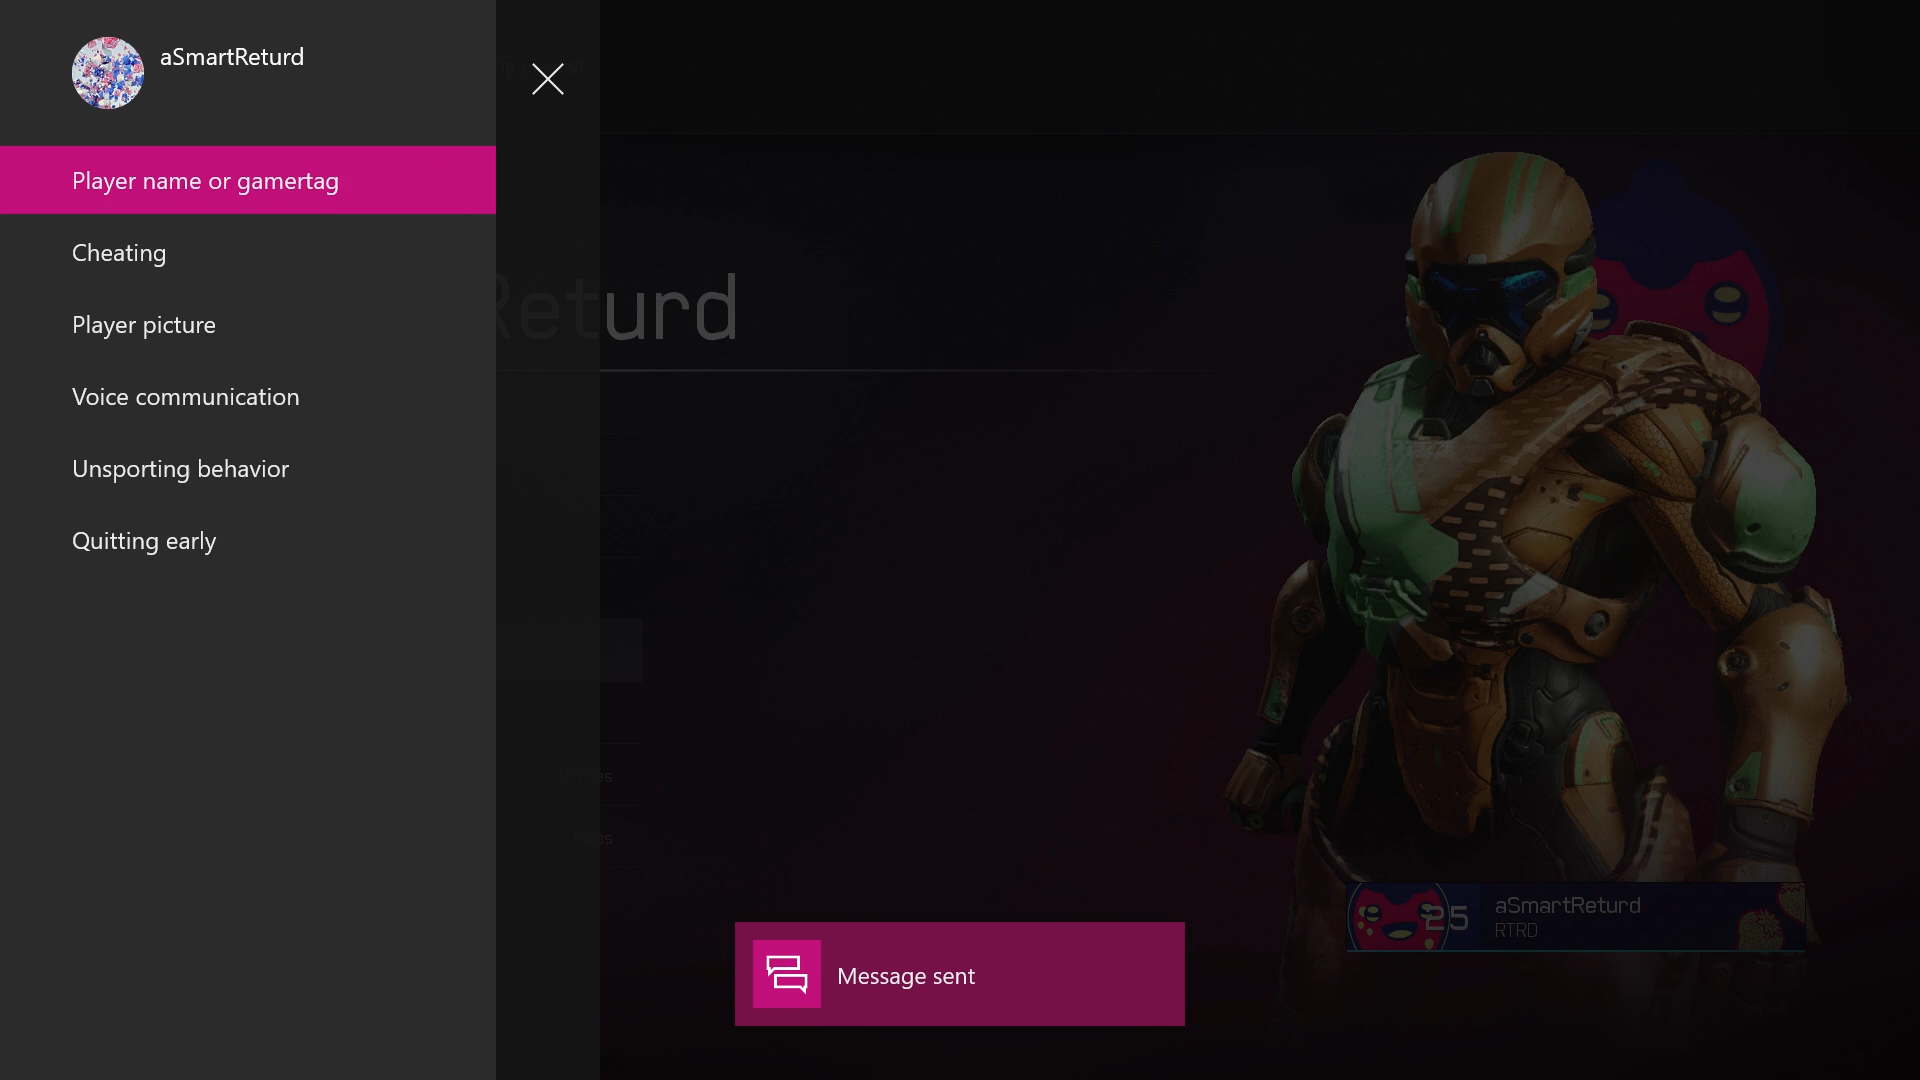 aSmartReturd
Player name or gamertag
Cheating
Player picture
Voice communication
Unsporting behavior
Quitting early
Returd
25
aSmartReturd
RTRD
Message sent